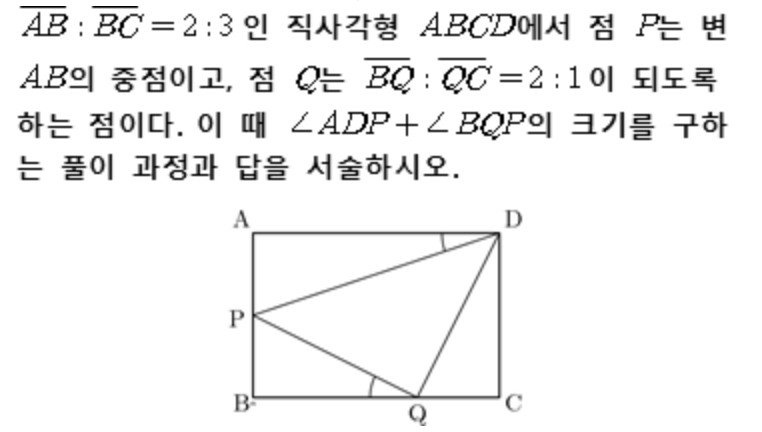 AB : BC = 2 : 3 인 직사각형 ABCD에서 점 P는 변
AB의 중점이고, 점 Q는 BQ : QC = 2 : 1이 되도록
하는 점이다. 이 때 ∠ADP + ∠BQP의 크기를 구하
는 풀이 과정과 답을 서술하시오.
A D
P
B Q C